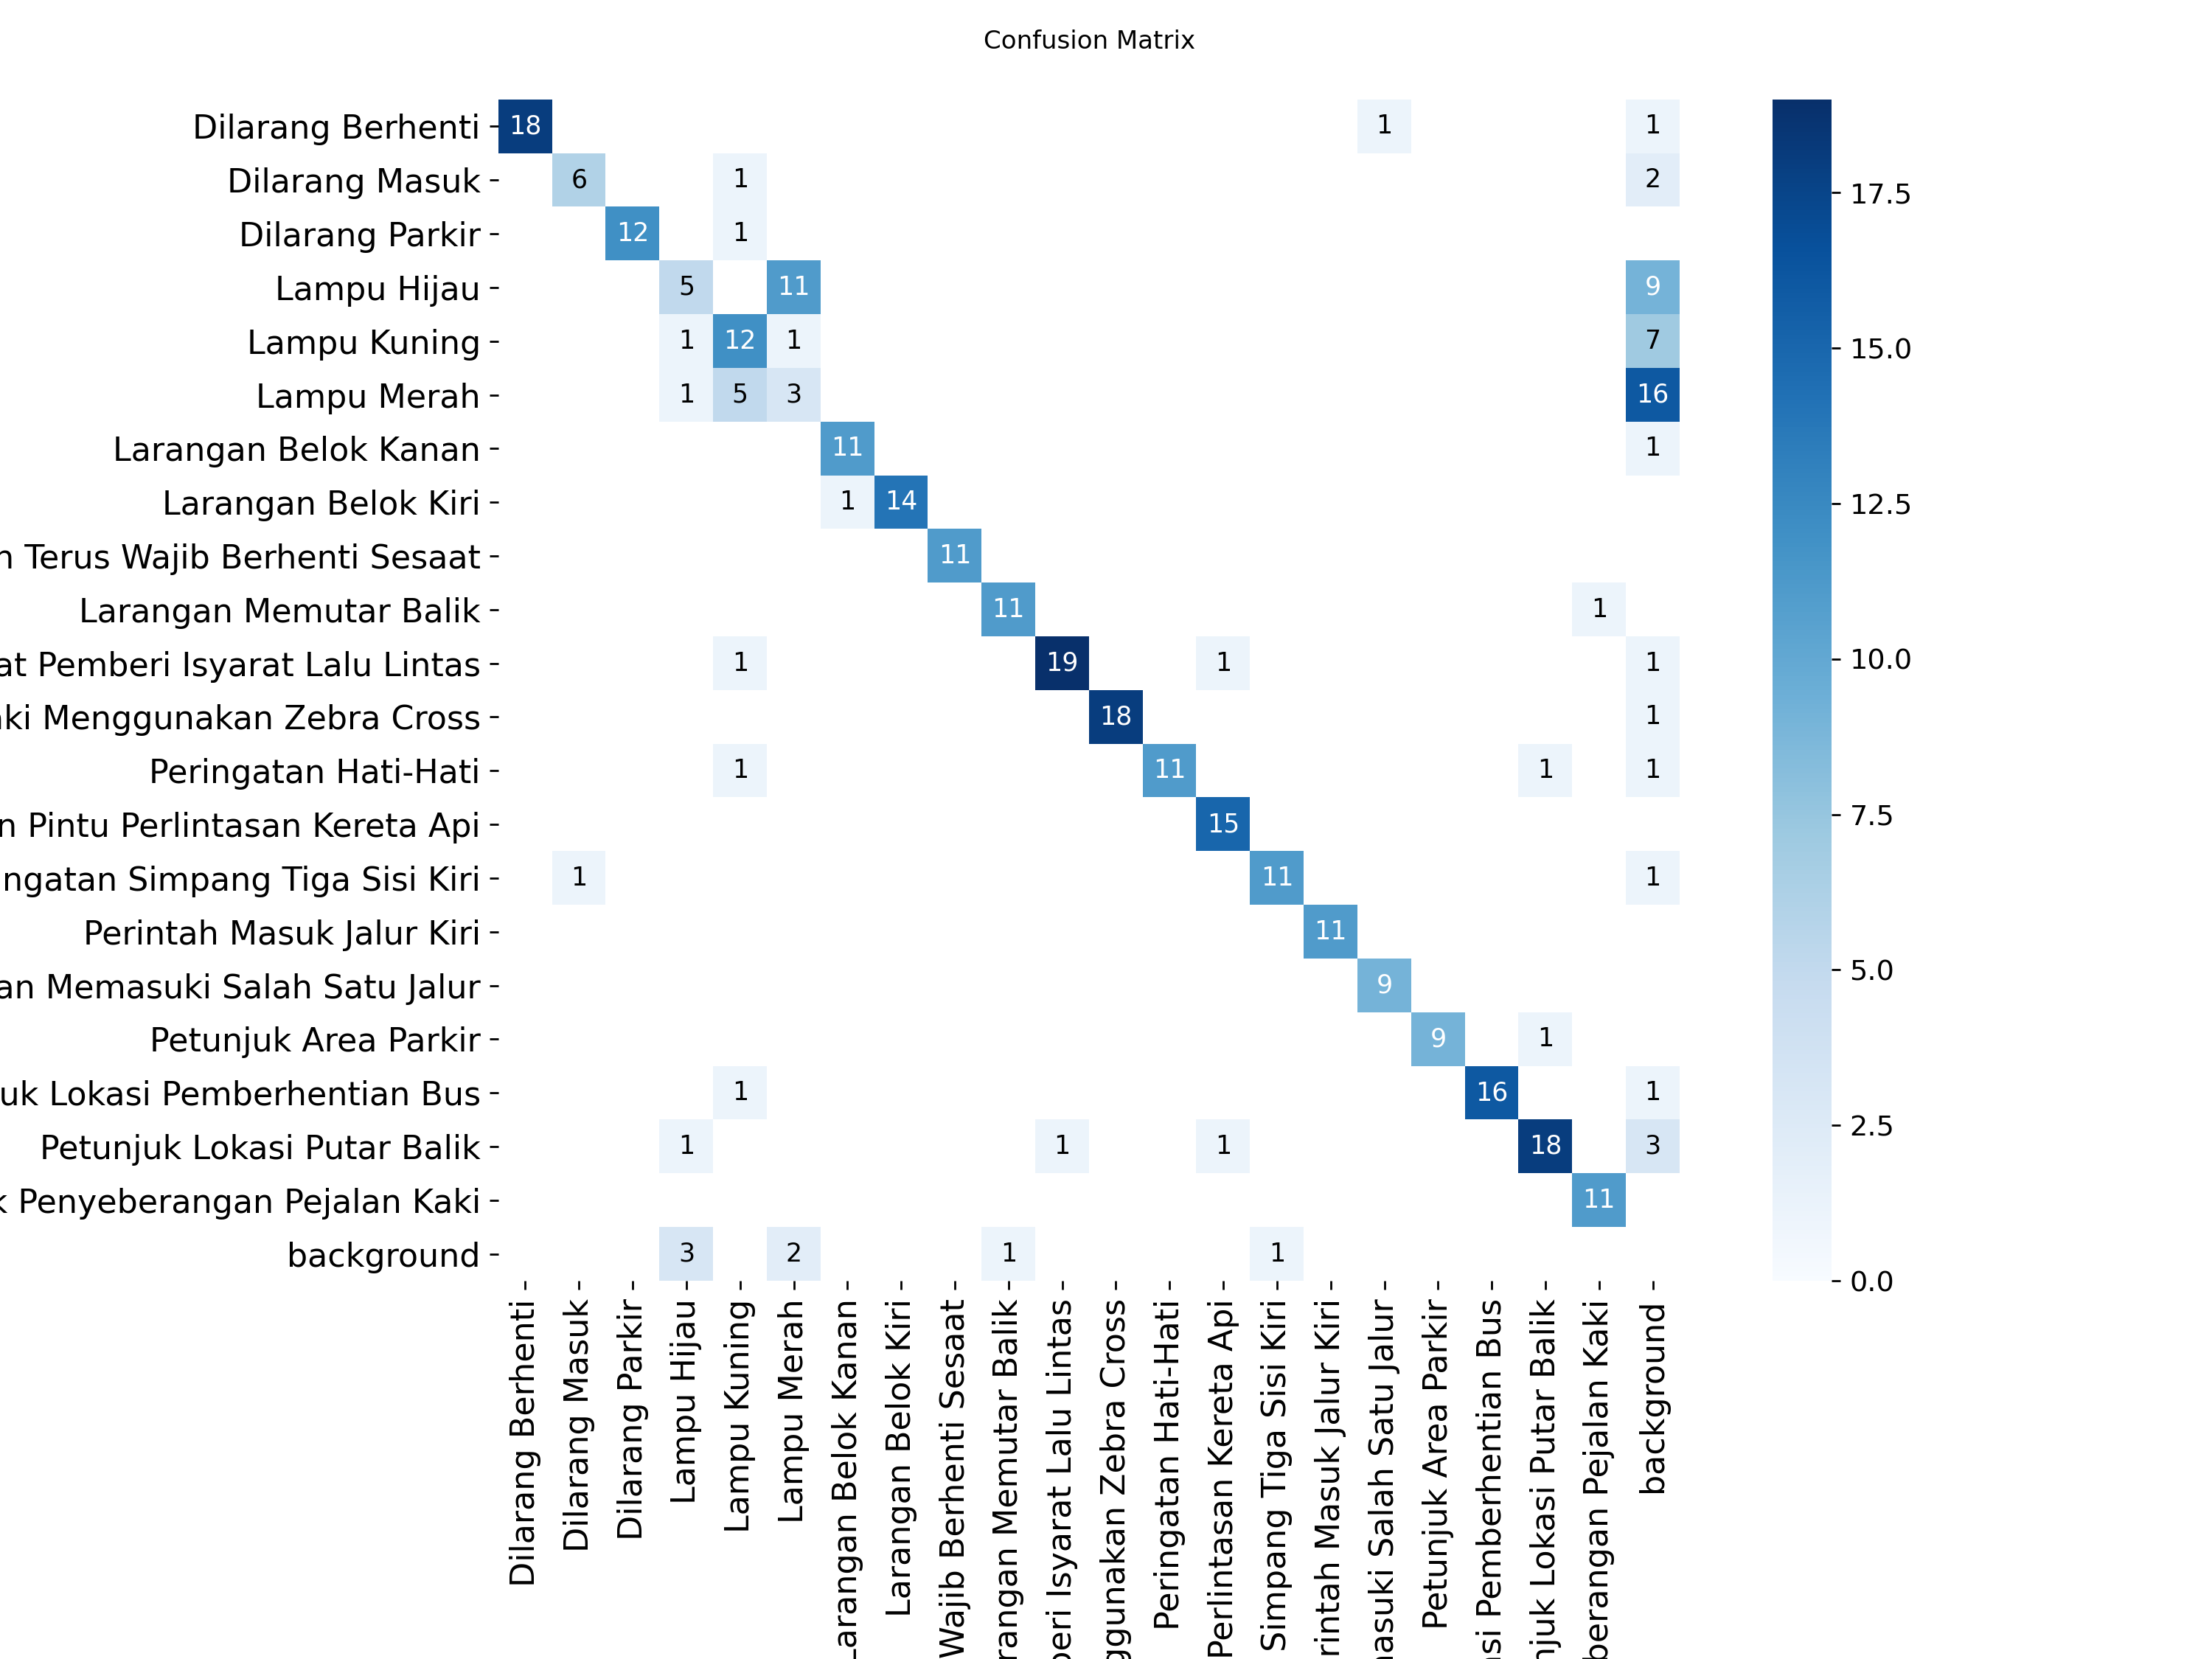 Confusion Matrix
Dilarang Berhenti 18 1 1
Dilarang Masuk 6 1 2
Dilarang Parkir 12 1
Lampu Hijau 5 11 9
Lampu Kuning 1 12 1 7
Lampu Merah 1 5 3 16
Larangan Belok Kanan 11 1
Larangan Belok Kiri 1 14
Terus Wajib Berhenti Sesaat 11
Larangan Memutar Balik 11 1
Pemberi Isyarat Lalu Lintas 1 19 1 1
Menggunakan Zebra Cross 18 1
Peringatan Hati-Hati 1 11 1 1
Pintu Perlintasan Kereta Api 15
ngatan Simpang Tiga Sisi Kiri 1 11 1
Perintah Masuk Jalur Kiri 11
an Memasuki Salah Satu Jalur 9
Petunjuk Area Parkir 9 1
uk Lokasi Pemberhentian Bus 1 16 1
Petunjuk Lokasi Putar Balik 1 1 1 18 3
Penyeberangan Pejalan Kaki 11
background 3 2 1 1
17.5
15.0
12.5
10.0
7.5
5.0
2.5
0.0
Dilarang Berhenti
Dilarang Masuk
Dilarang Parkir
Lampu Hijau
Lampu Kuning
Lampu Merah
Larangan Belok Kanan
Larangan Belok Kiri
Wajib Berhenti Sesaat
rangan Memutar Balik
beri Isyarat Lalu Lintas
ggunakan Zebra Cross
Peringatan Hati-Hati
Perlintasan Kereta Api
Simpang Tiga Sisi Kiri
rintah Masuk Jalur Kiri
asuki Salah Satu Jalur
Petunjuk Area Parkir
si Pemberhentian Bus
njuk Lokasi Putar Balik
berangan Pejalan Kaki
background